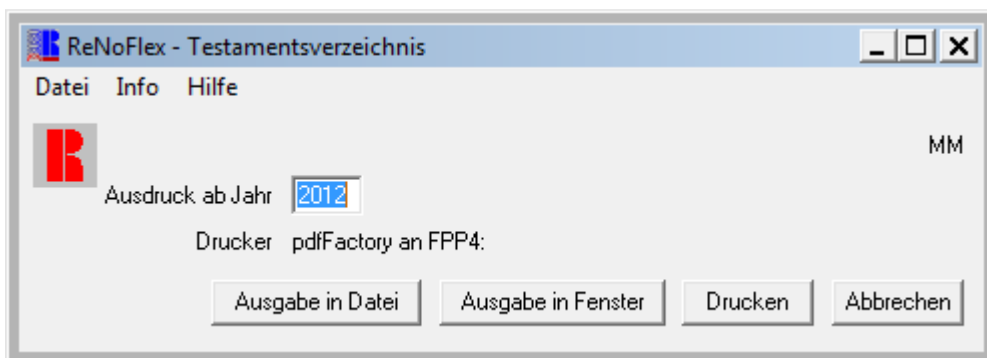 ReNoFlex - Testamentsverzeichnis
Datei Info Hilfe
MM
Ausdruck ab Jahr 2012
Drucker pdfFactory an FPP4:
Ausgabe in Datei Ausgabe in Fenster Drucken Abbrechen